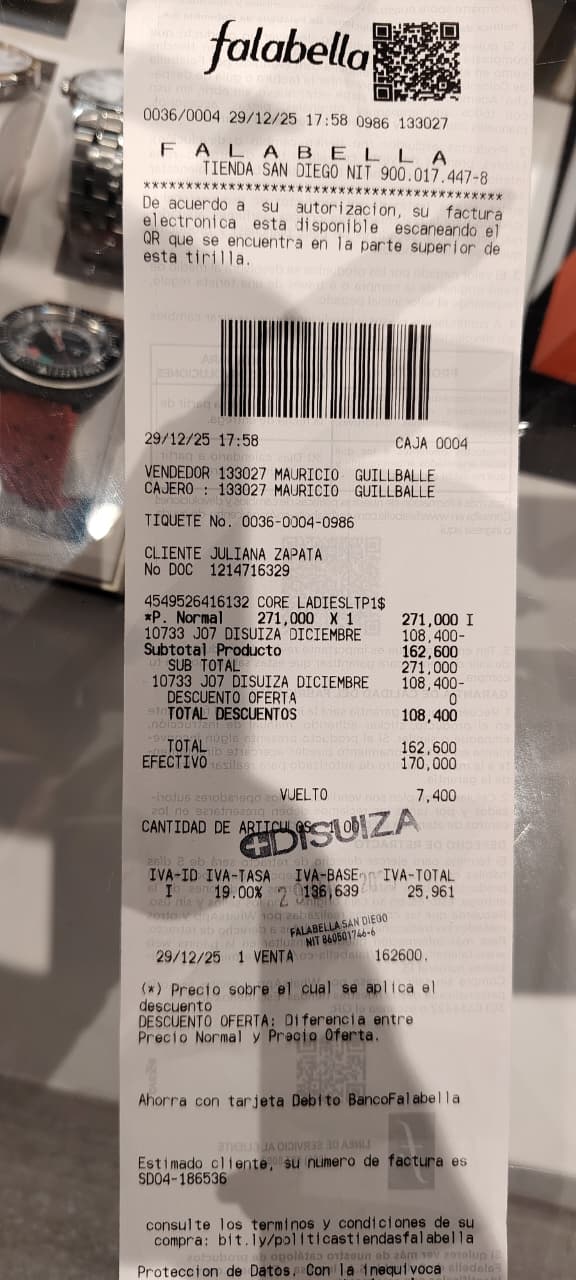 falabella
0036/0004 29/12/25 17:58 0986 133027
F A L A B E L L A
TIENDA SAN DIEGO NIT 900.017.447-8
******************************************
De acuerdo a su autorizacion, su factura
electronica esta disponible escaneando el
QR que se encuentra en la parte superior de
esta tirilla.
29/12/25 17:58 CAJA 0004
VENDEDOR 133027 MAURICIO GUILLBALLE
CAJERO : 133027 MAURICIO GUILLBALLE
TIQUETE No. 0036-0004-0986
CLIENTE JULIANA ZAPATA
No DOC 1214716329
4549526416132 CORE LADIESLTP1$
*P. Normal 271,000 X 1 271,000 I
10733 J07 DISUIZA DICIEMBRE 108,400-
Subtotal Producto 162,600
SUB TOTAL 271,000
10733 J07 DISUIZA DICIEMBRE 108,400-
DESCUENTO OFERTA 0
TOTAL DESCUENTOS 108,400
TOTAL 162,600
EFECTIVO 170,000
VUELTO 7,400
CANTIDAD DE ARTICULOS
DISUIZA
IVA-ID IVA-TASA IVA-BASE IVA-TOTAL
I 19.00% 136,639 25,961
FALABELLA SAN DIEGO
NIT 860501746-6
29/12/25 1 VENTA 162600.
(*) Precio sobre el cual se aplica el
descuento
DESCUENTO OFERTA: Diferencia entre
Precio Normal y Precio Oferta.
Ahorra con tarjeta Debito BancoFalabella
Estimado cliente, su numero de factura es
SD04-186536
consulte los terminos y condiciones de su
compra: bit.ly/politicastiendasfalabella
Proteccion de Datos. Con la inequivoca